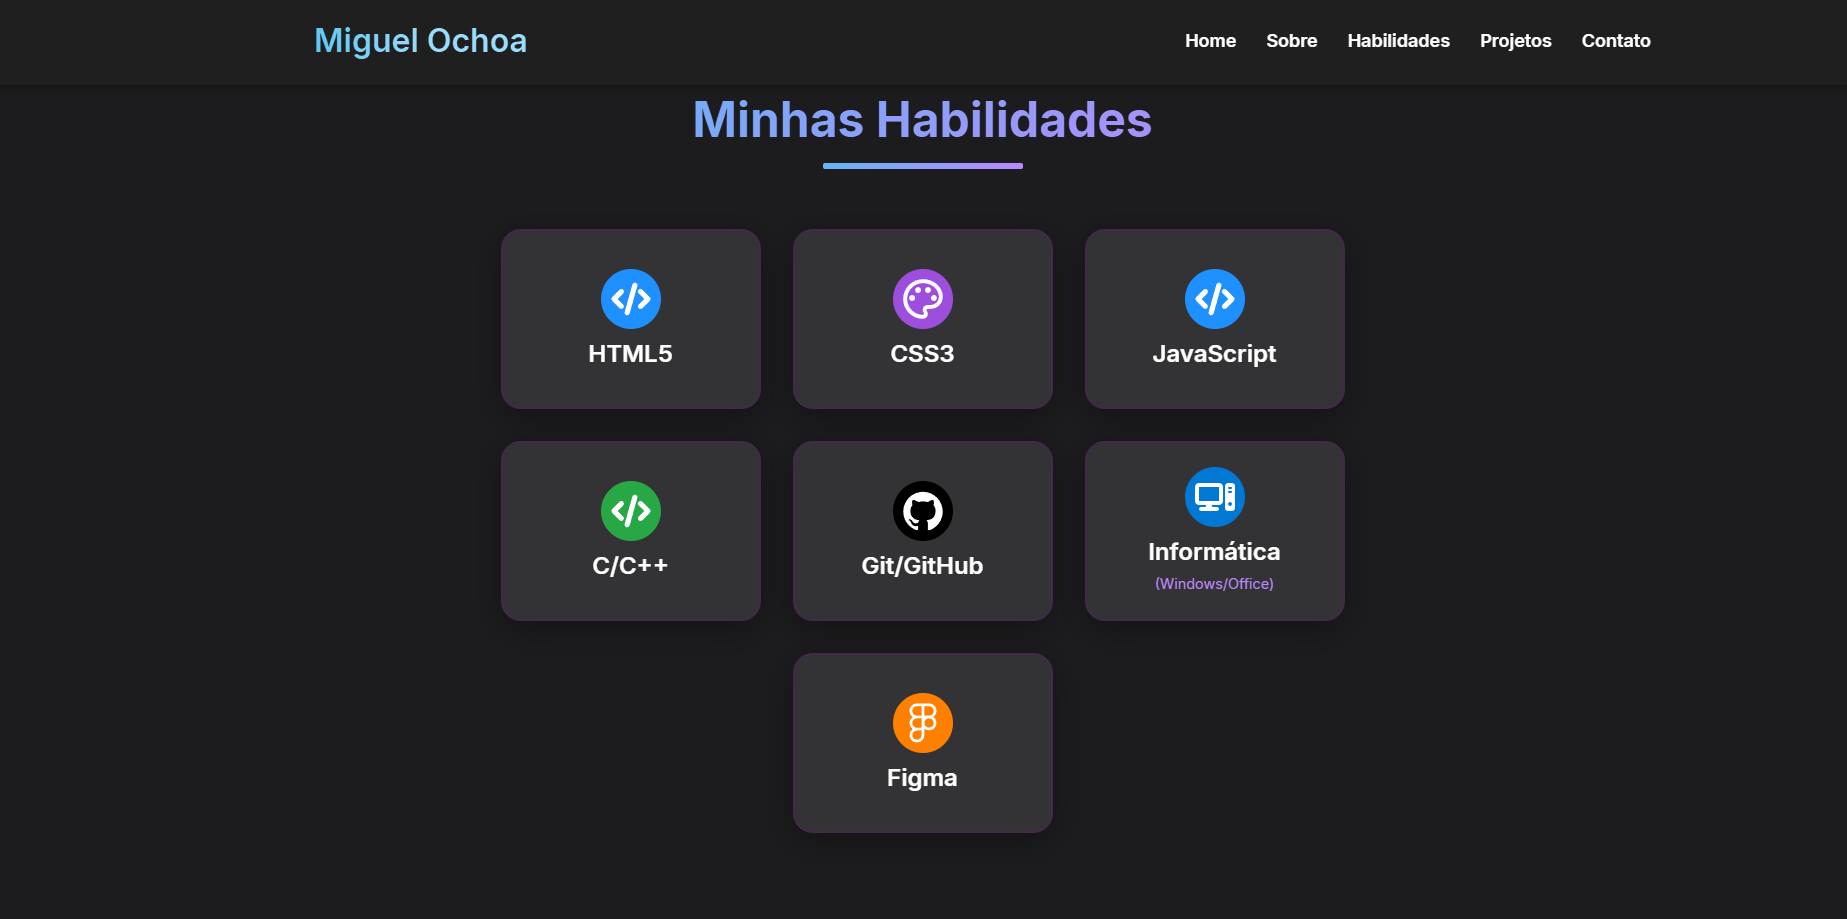 Miguel Ochoa
Home Sobre Habilidades Projetos Contato
Minhas Habilidades
HTML5
CSS3
JavaScript
C/C++
Git/GitHub
Informática
(Windows/Office)
Figma